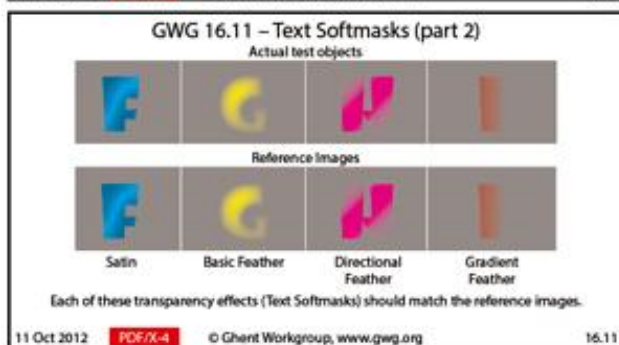 GWG 16.11 – Text Softmasks (part 2)
Actual test objects
F G H I
Reference Images
F G H I
Satin Basic Feather Directional Feather Gradient Feather
Each of these transparency effects (Text Softmasks) should match the reference images.
11 Oct 2012 PDF/X-4 © Ghent Workgroup, www.gwg.org 16.11